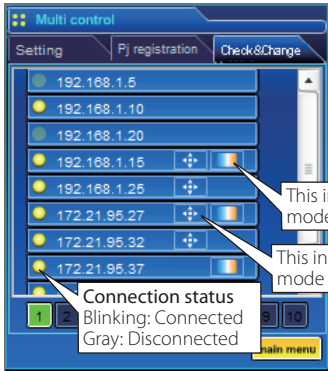 Multi control
Setting
Pj registration
Check&Change
192.168.1.5
192.168.1.10
192.168.1.20
192.168.1.15
192.168.1.25
172.21.95.27
172.21.95.32
172.21.95.37
This
mode
This
mode
Connection status
Blinking: Connected
Gray: Disconnected
1 2 9 10
main menu